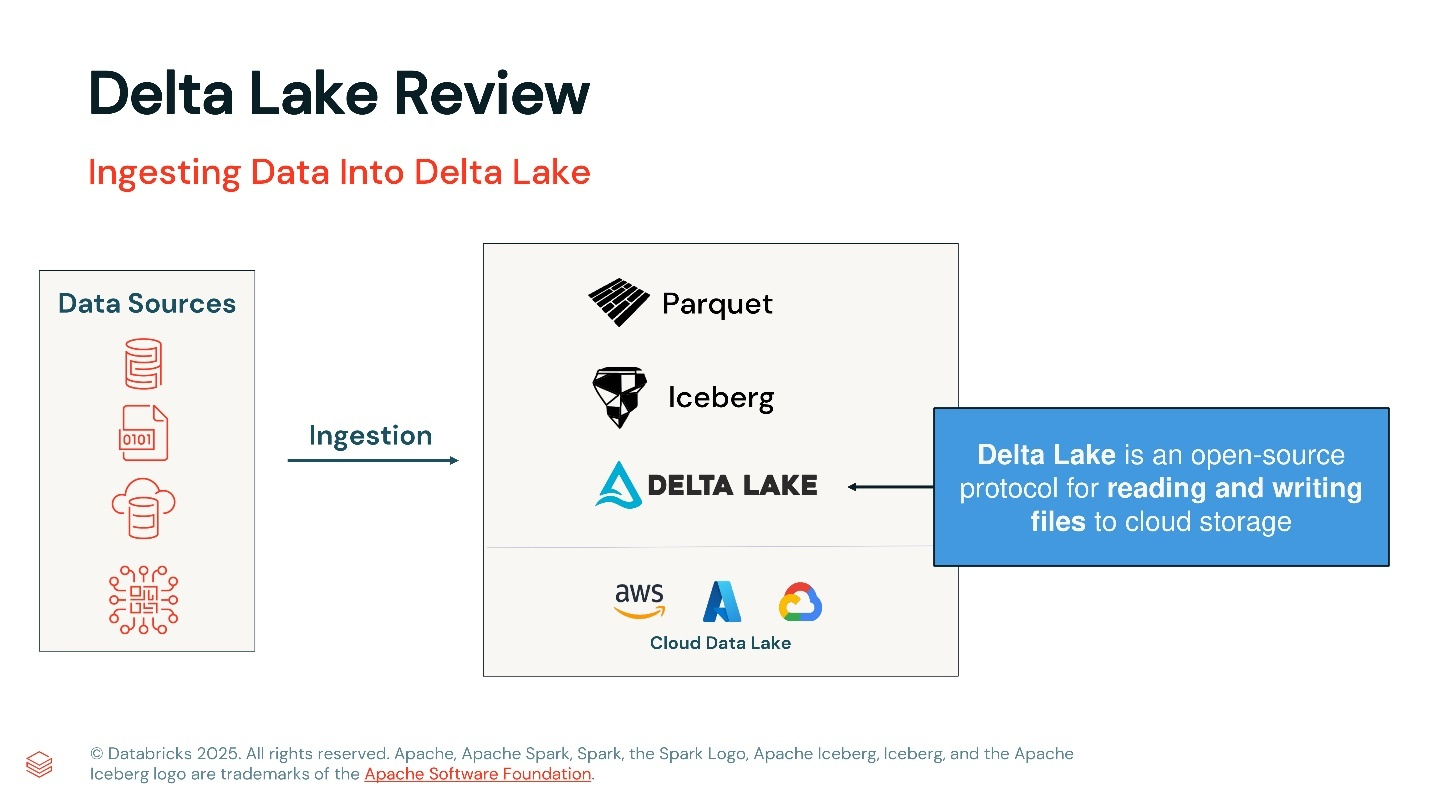 Delta Lake Review
Ingesting Data Into Delta Lake
Data Sources
0101
Ingestion
Parquet
Iceberg
DELTA LAKE
Delta Lake is an open-source
protocol for reading and writing
files to cloud storage
aws
Cloud Data Lake
© Databricks 2025. All rights reserved. Apache, Apache Spark, Spark, the Spark Logo, Apache Iceberg, Iceberg, and the Apache
Iceberg logo are trademarks of the Apache Software Foundation.